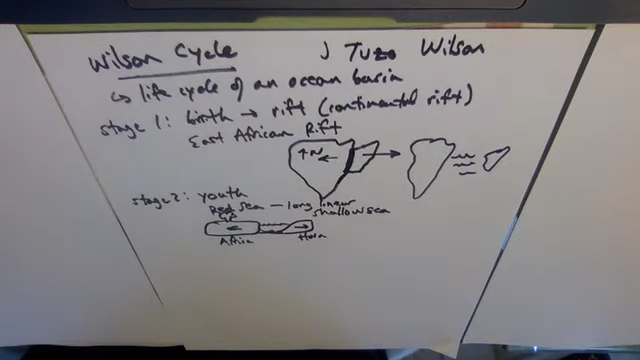 Wilson Cycle J Tuzo Wilson
↳ life cycle of an ocean basin
stage 1: birth → rift (continental rift)
East African Rift
↑N
stage 2: youth
Red Sea — long linear
shallow sea
Africa Horn